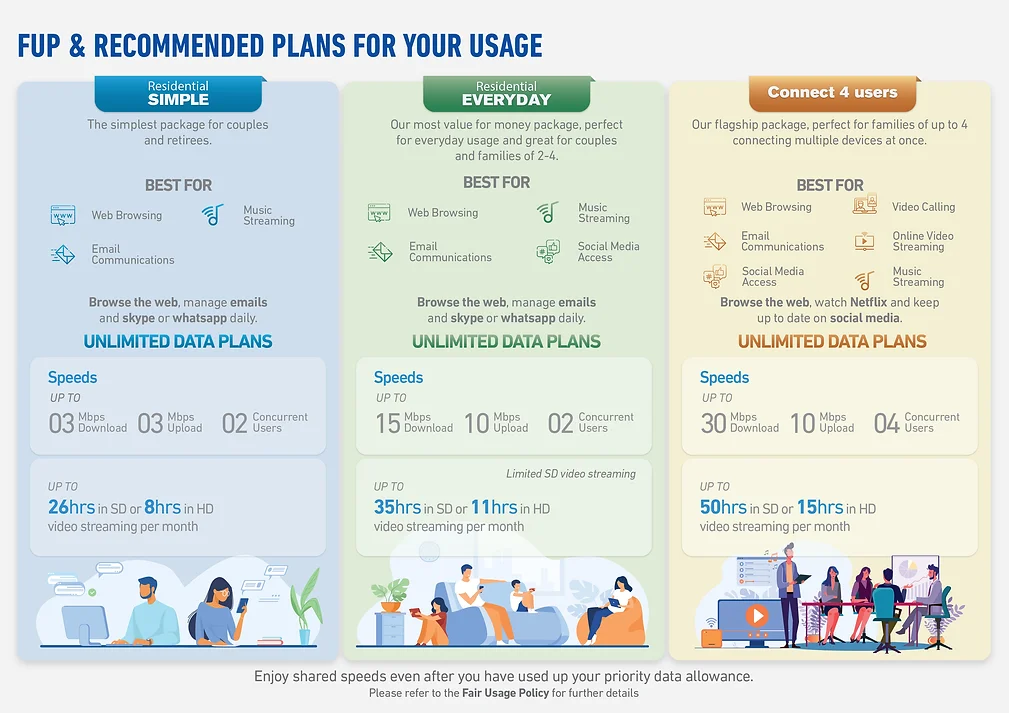 FUP & RECOMMENDED PLANS FOR YOUR USAGE
Residential
SIMPLE
The simplest package for couples
and retirees.
BEST FOR
www
Web Browsing
Music
Streaming
Email
Communications
Browse the web, manage emails
and skype or whatsapp daily.
UNLIMITED DATA PLANS
Speeds
UP TO
03 Mbps Download 03 Mbps Upload 02 Concurrent Users
UP TO
26hrs in SD or 8hrs in HD
video streaming per month
Residential
EVERYDAY
Our most value for money package, perfect
for everyday usage and great for couples
and families of 2-4.
BEST FOR
www
Web Browsing
Music
Streaming
Email
Communications
Social Media
Access
Browse the web, manage emails
and skype or whatsapp daily.
UNLIMITED DATA PLANS
Speeds
UP TO
15 Mbps Download 10 Mbps Upload 02 Concurrent Users
Limited SD video streaming
UP TO
35hrs in SD or 11hrs in HD
video streaming per month
Connect 4 users
Our flagship package, perfect for families of up to 4
connecting multiple devices at once.
BEST FOR
www
Web Browsing
Video Calling
Email
Communications
Online Video
Streaming
Social Media
Access
Music
Streaming
Browse the web, watch Netflix and keep
up to date on social media.
UNLIMITED DATA PLANS
Speeds
UP TO
30 Mbps Download 10 Mbps Upload 04 Concurrent Users
UP TO
50hrs in SD or 15hrs in HD
video streaming per month
Enjoy shared speeds even after you have used up your priority data allowance.
Please refer to the Fair Usage Policy for further details